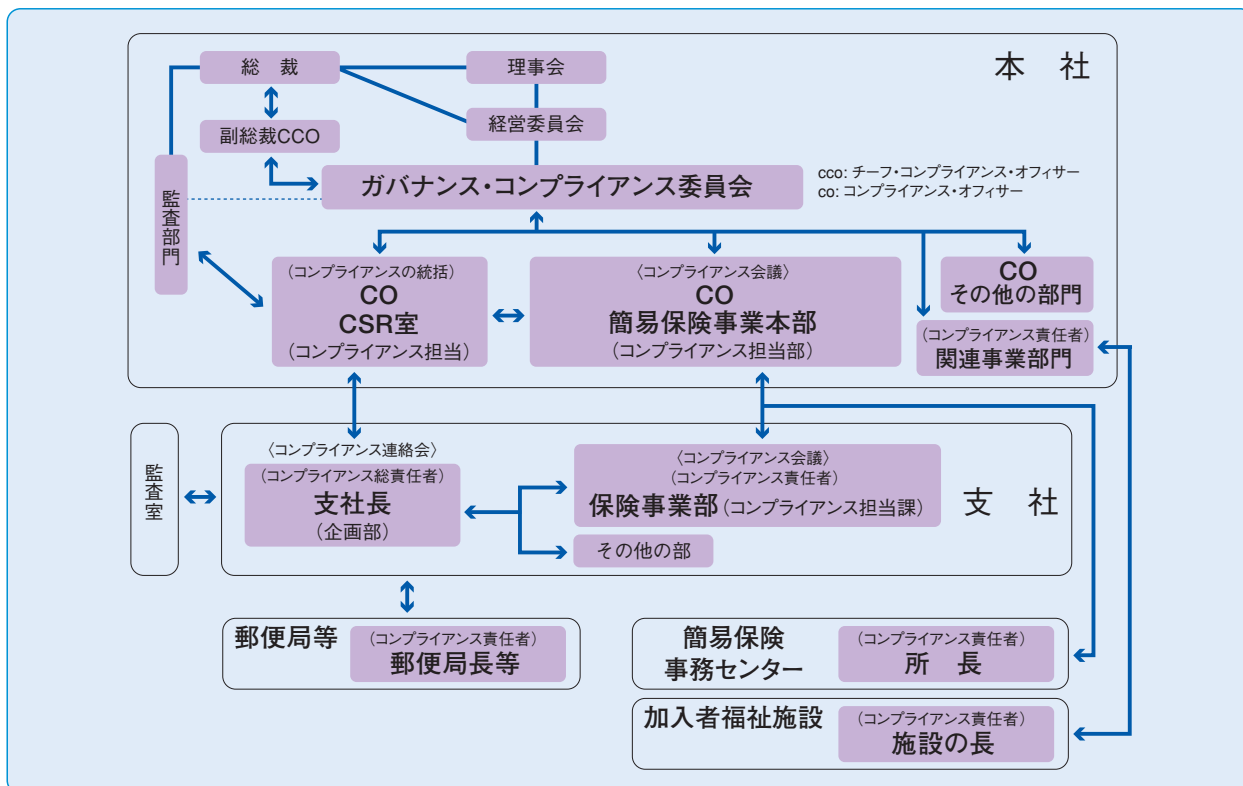 本 社
総 裁
理事会
経営委員会
副総裁CCO
ガバナンス・コンプライアンス委員会
cco: チーフ・コンプライアンス・オフィサー
co: コンプライアンス・オフィサー
監査部門
(コンプライアンスの統括)
CO
CSR室
(コンプライアンス担当)
〈コンプライアンス会議〉
CO
簡易保険事業本部
(コンプライアンス担当部)
CO
その他の部門
(コンプライアンス責任者)
関連事業部門
監査室
〈コンプライアンス連絡会〉
(コンプライアンス総責任者)
支社長
(企画部)
〈コンプライアンス会議〉
(コンプライアンス責任者)
保険事業部(コンプライアンス担当課)
その他の部
支 社
郵便局等
(コンプライアンス責任者)
郵便局長等
簡易保険
事務センター
(コンプライアンス責任者)
所 長
加入者福祉施設
(コンプライアンス責任者)
施設の長